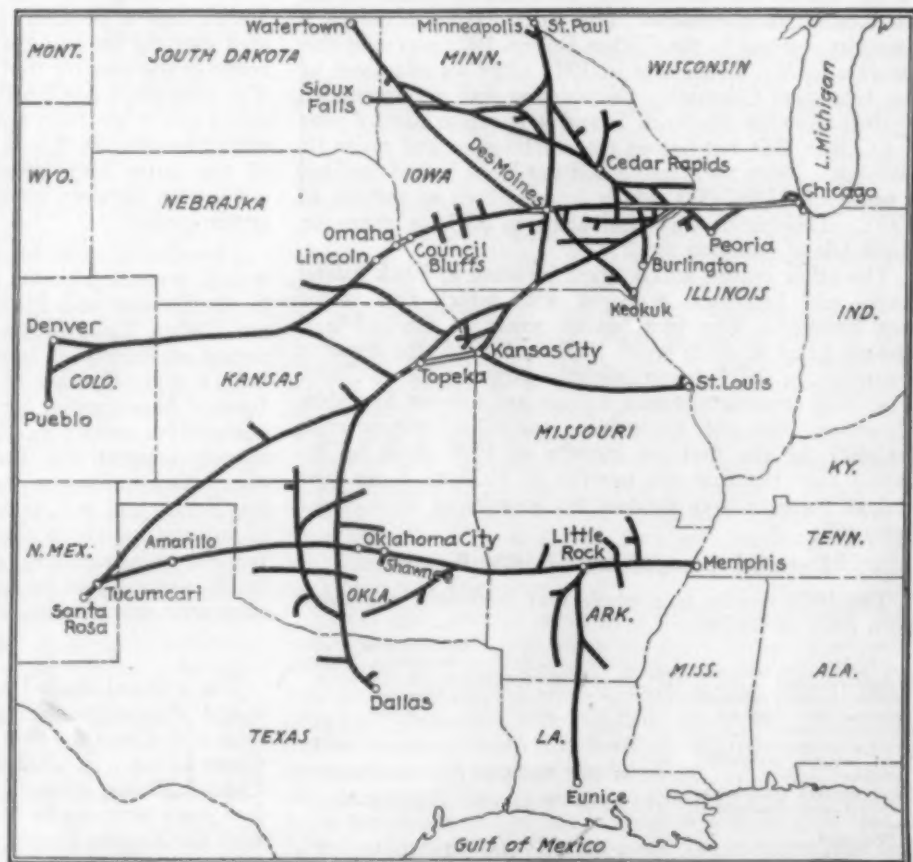 Watertown
Minneapolis
St. Paul
MONT.
SOUTH DAKOTA
MINN.
WISCONSIN
L. Michigan
Sioux
Falls
Des Moines
Cedar Rapids
WYO.
IOWA
NEBRASKA
Chicago
Omaha
Lincoln
Council
Bluffs
Peoria
Burlington
ILLINOIS
IND.
Keokuk
Denver
COLO.
KANSAS
Topeka
Kansas City
St. Louis
Pueblo
MISSOURI
KY.
N. MEX.
Amarillo
Oklahoma City
Shawnee
Little
Rock
TENN.
Memphis
Tucumcari
Santa
Rosa
OKLA.
ARK.
MISS.
ALA.
Dallas
TEXAS
LA.
Eunice
Gulf of Mexico